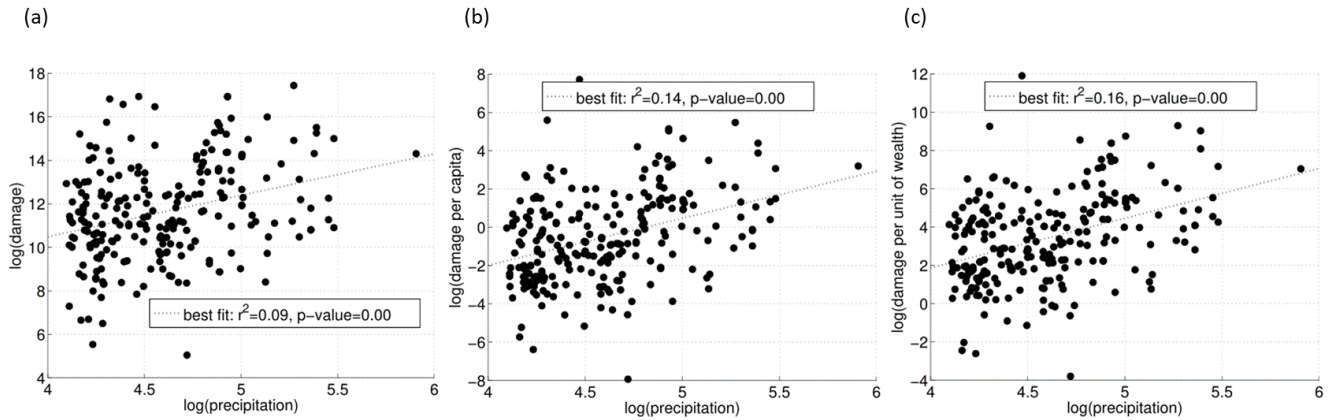 (a)
18
16
14
12
10
8
6
4
log(damage)
best fit: r²=0.09, p−value=0.00
4 4.5 5 5.5 6
log(precipitation)
(b)
8
6
4
2
0
−2
−4
−6
−8
log(damage per capita)
best fit: r²=0.14, p−value=0.00
4 4.5 5 5.5 6
log(precipitation)
(c)
12
10
8
6
4
2
0
−2
−4
log(damage per unit of wealth)
best fit: r²=0.16, p−value=0.00
4 4.5 5 5.5 6
log(precipitation)